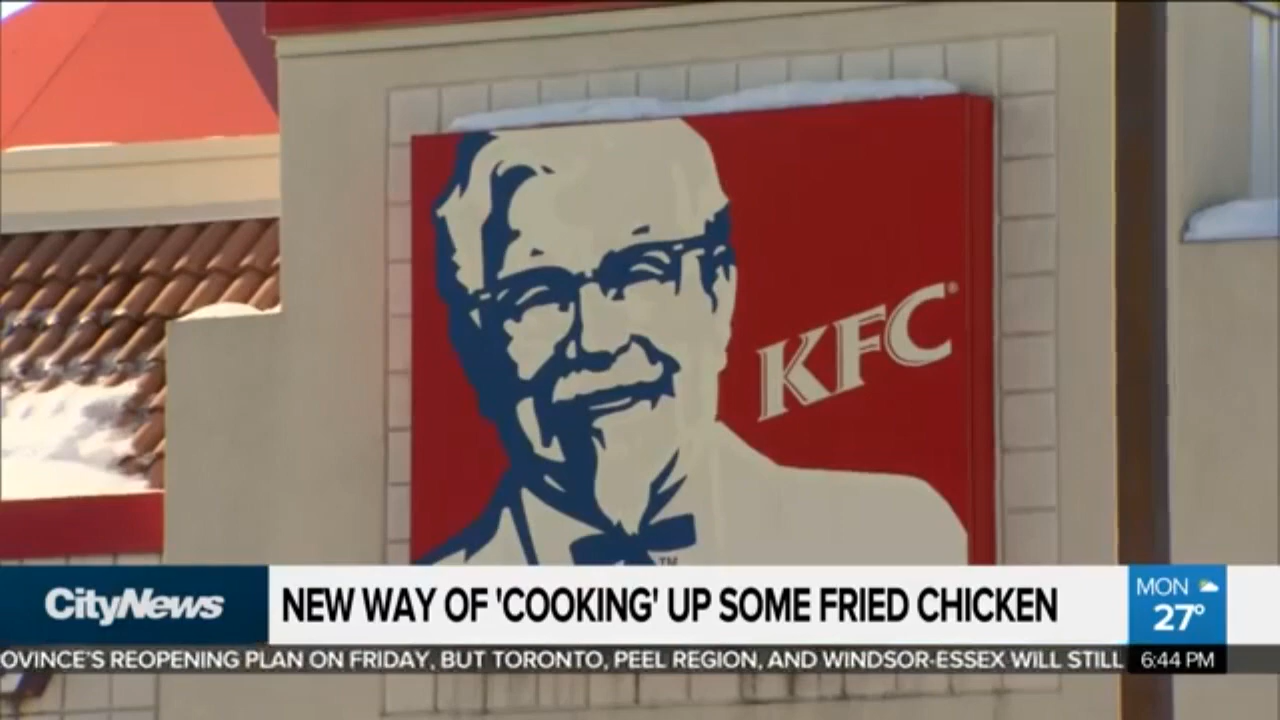 KFC®
TM
CityNews
NEW WAY OF 'COOKING' UP SOME FRIED CHICKEN
MON
27°
OVINCE'S REOPENING PLAN ON FRIDAY, BUT TORONTO, PEEL REGION, AND WINDSOR-ESSEX WILL STILL
6:44 PM